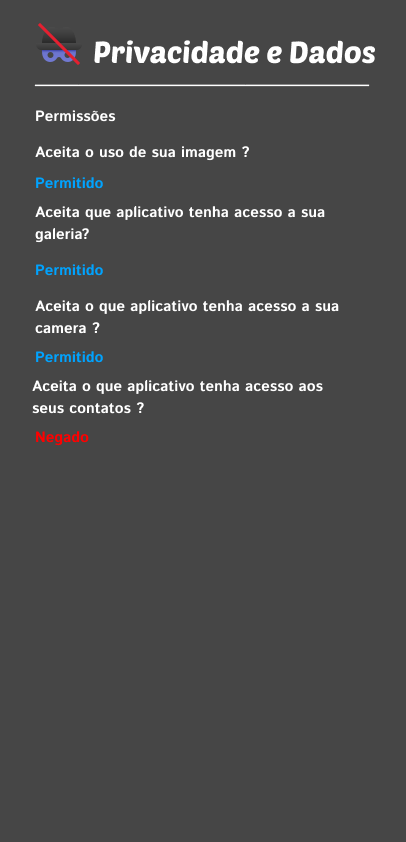 Privacidade e Dados
Permissões
Aceita o uso de sua imagem ?
Permitido
Aceita que aplicativo tenha acesso a sua
galeria?
Permitido
Aceita o que aplicativo tenha acesso a sua
camera ?
Permitido
Aceita o que aplicativo tenha acesso aos
seus contatos ?
Negado